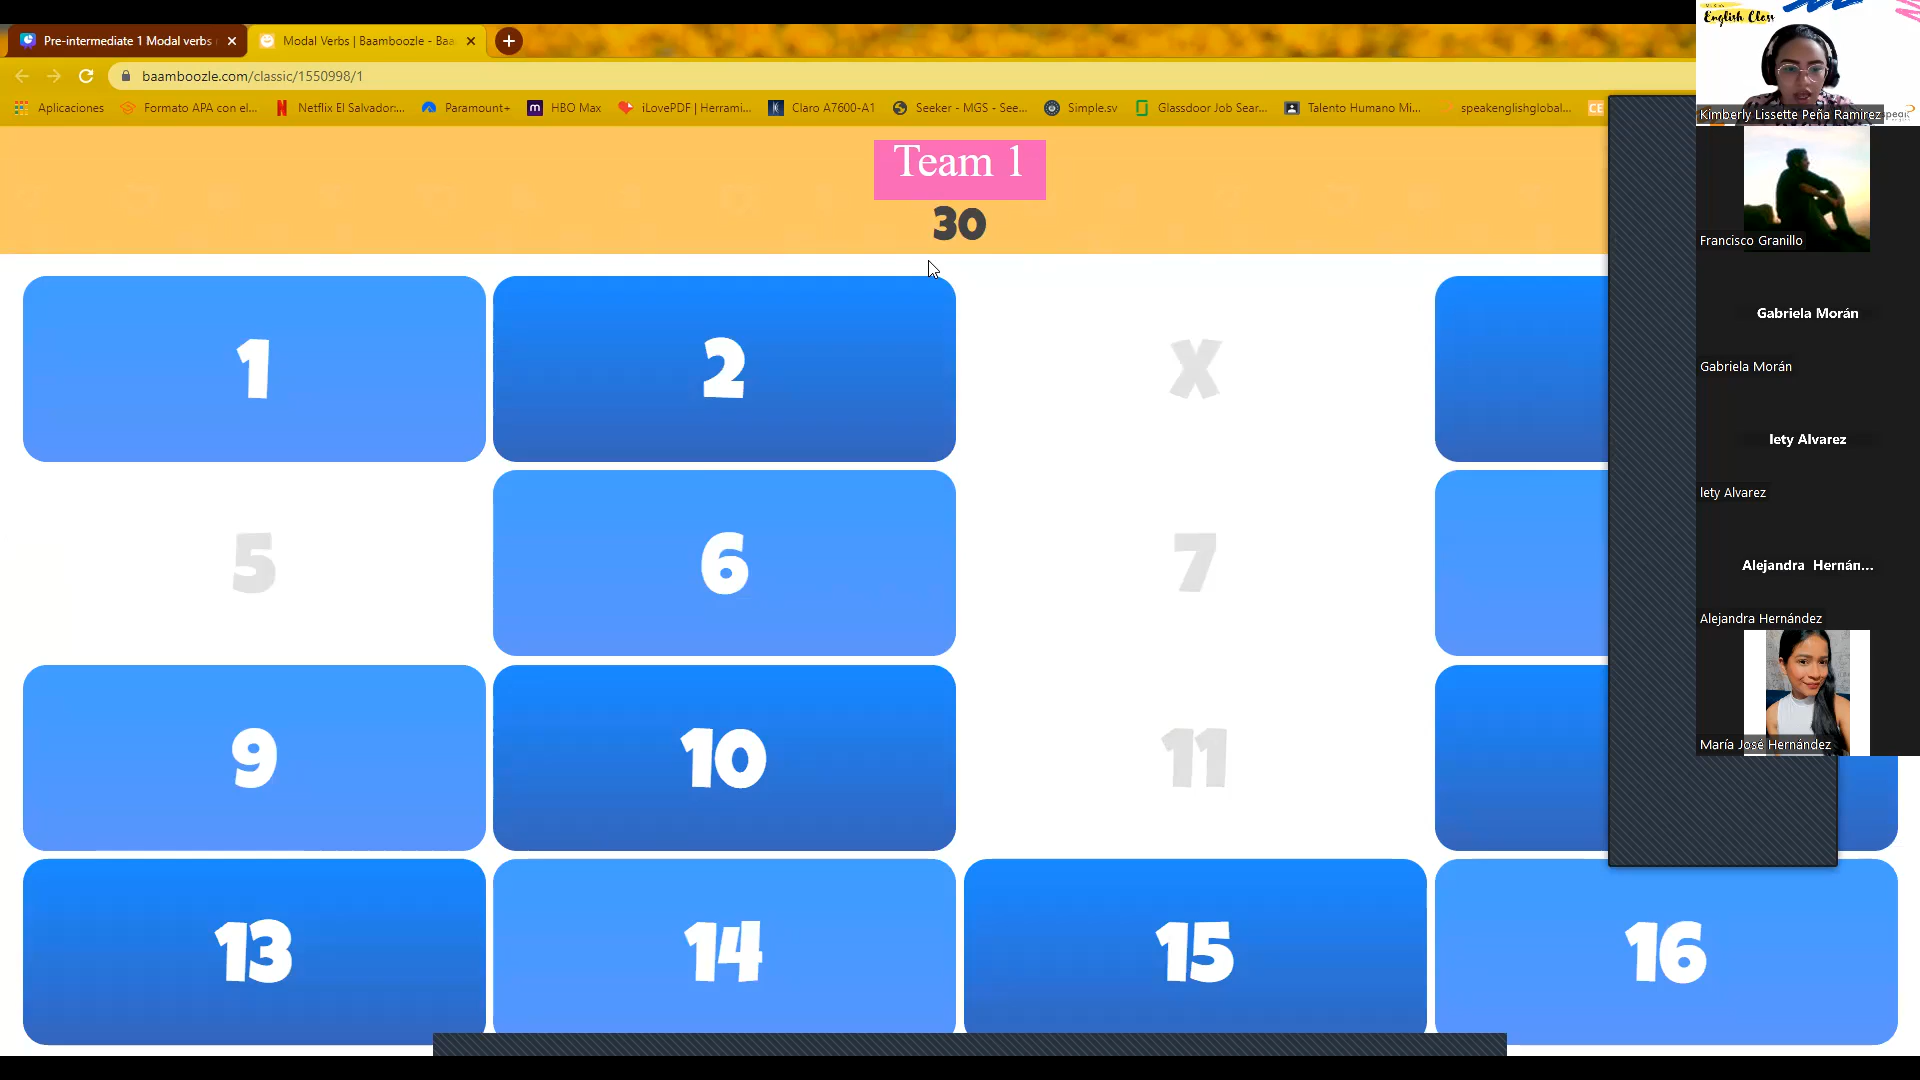 Pre-intermediate 1 Modal verbs
Modal Verbs | Baamboozle - Baa
baamboozle.com/classic/1550998/1
Aplicaciones
Formato APA con el...
Netflix El Salvador:...
Paramount+
HBO Max
iLovePDF | Herrami...
Claro A7600-A1
Seeker - MGS - See...
Simple.sv
Glassdoor Job Sear...
Talento Humano Mi...
speakenglishglobal...
CE
Team 1
30
1
2
X
5
6
7
9
10
11
13
14
15
16
English Class
Kimberly Lissette Peña Ramirez
speak
Francisco Granillo
Gabriela Morán
Gabriela Morán
lety Alvarez
lety Alvarez
Alejandra Hernán...
Alejandra Hernández
María José Hernández